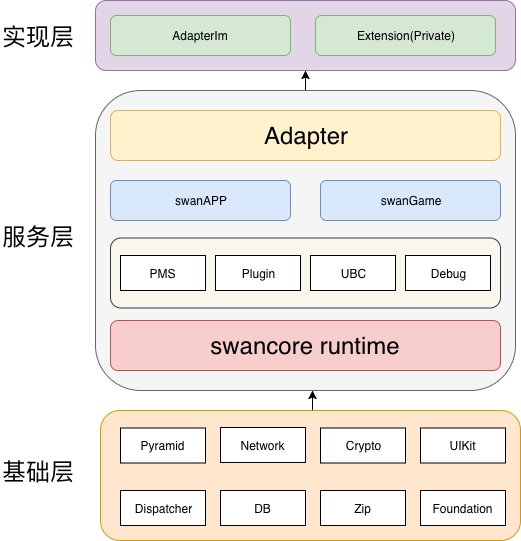 实现层
AdapterIm
Extension(Private)
Adapter
服务层
swanAPP
swanGame
PMS
Plugin
UBC
Debug
swancore runtime
基础层
Pyramid
Network
Crypto
UIKit
Dispatcher
DB
Zip
Foundation